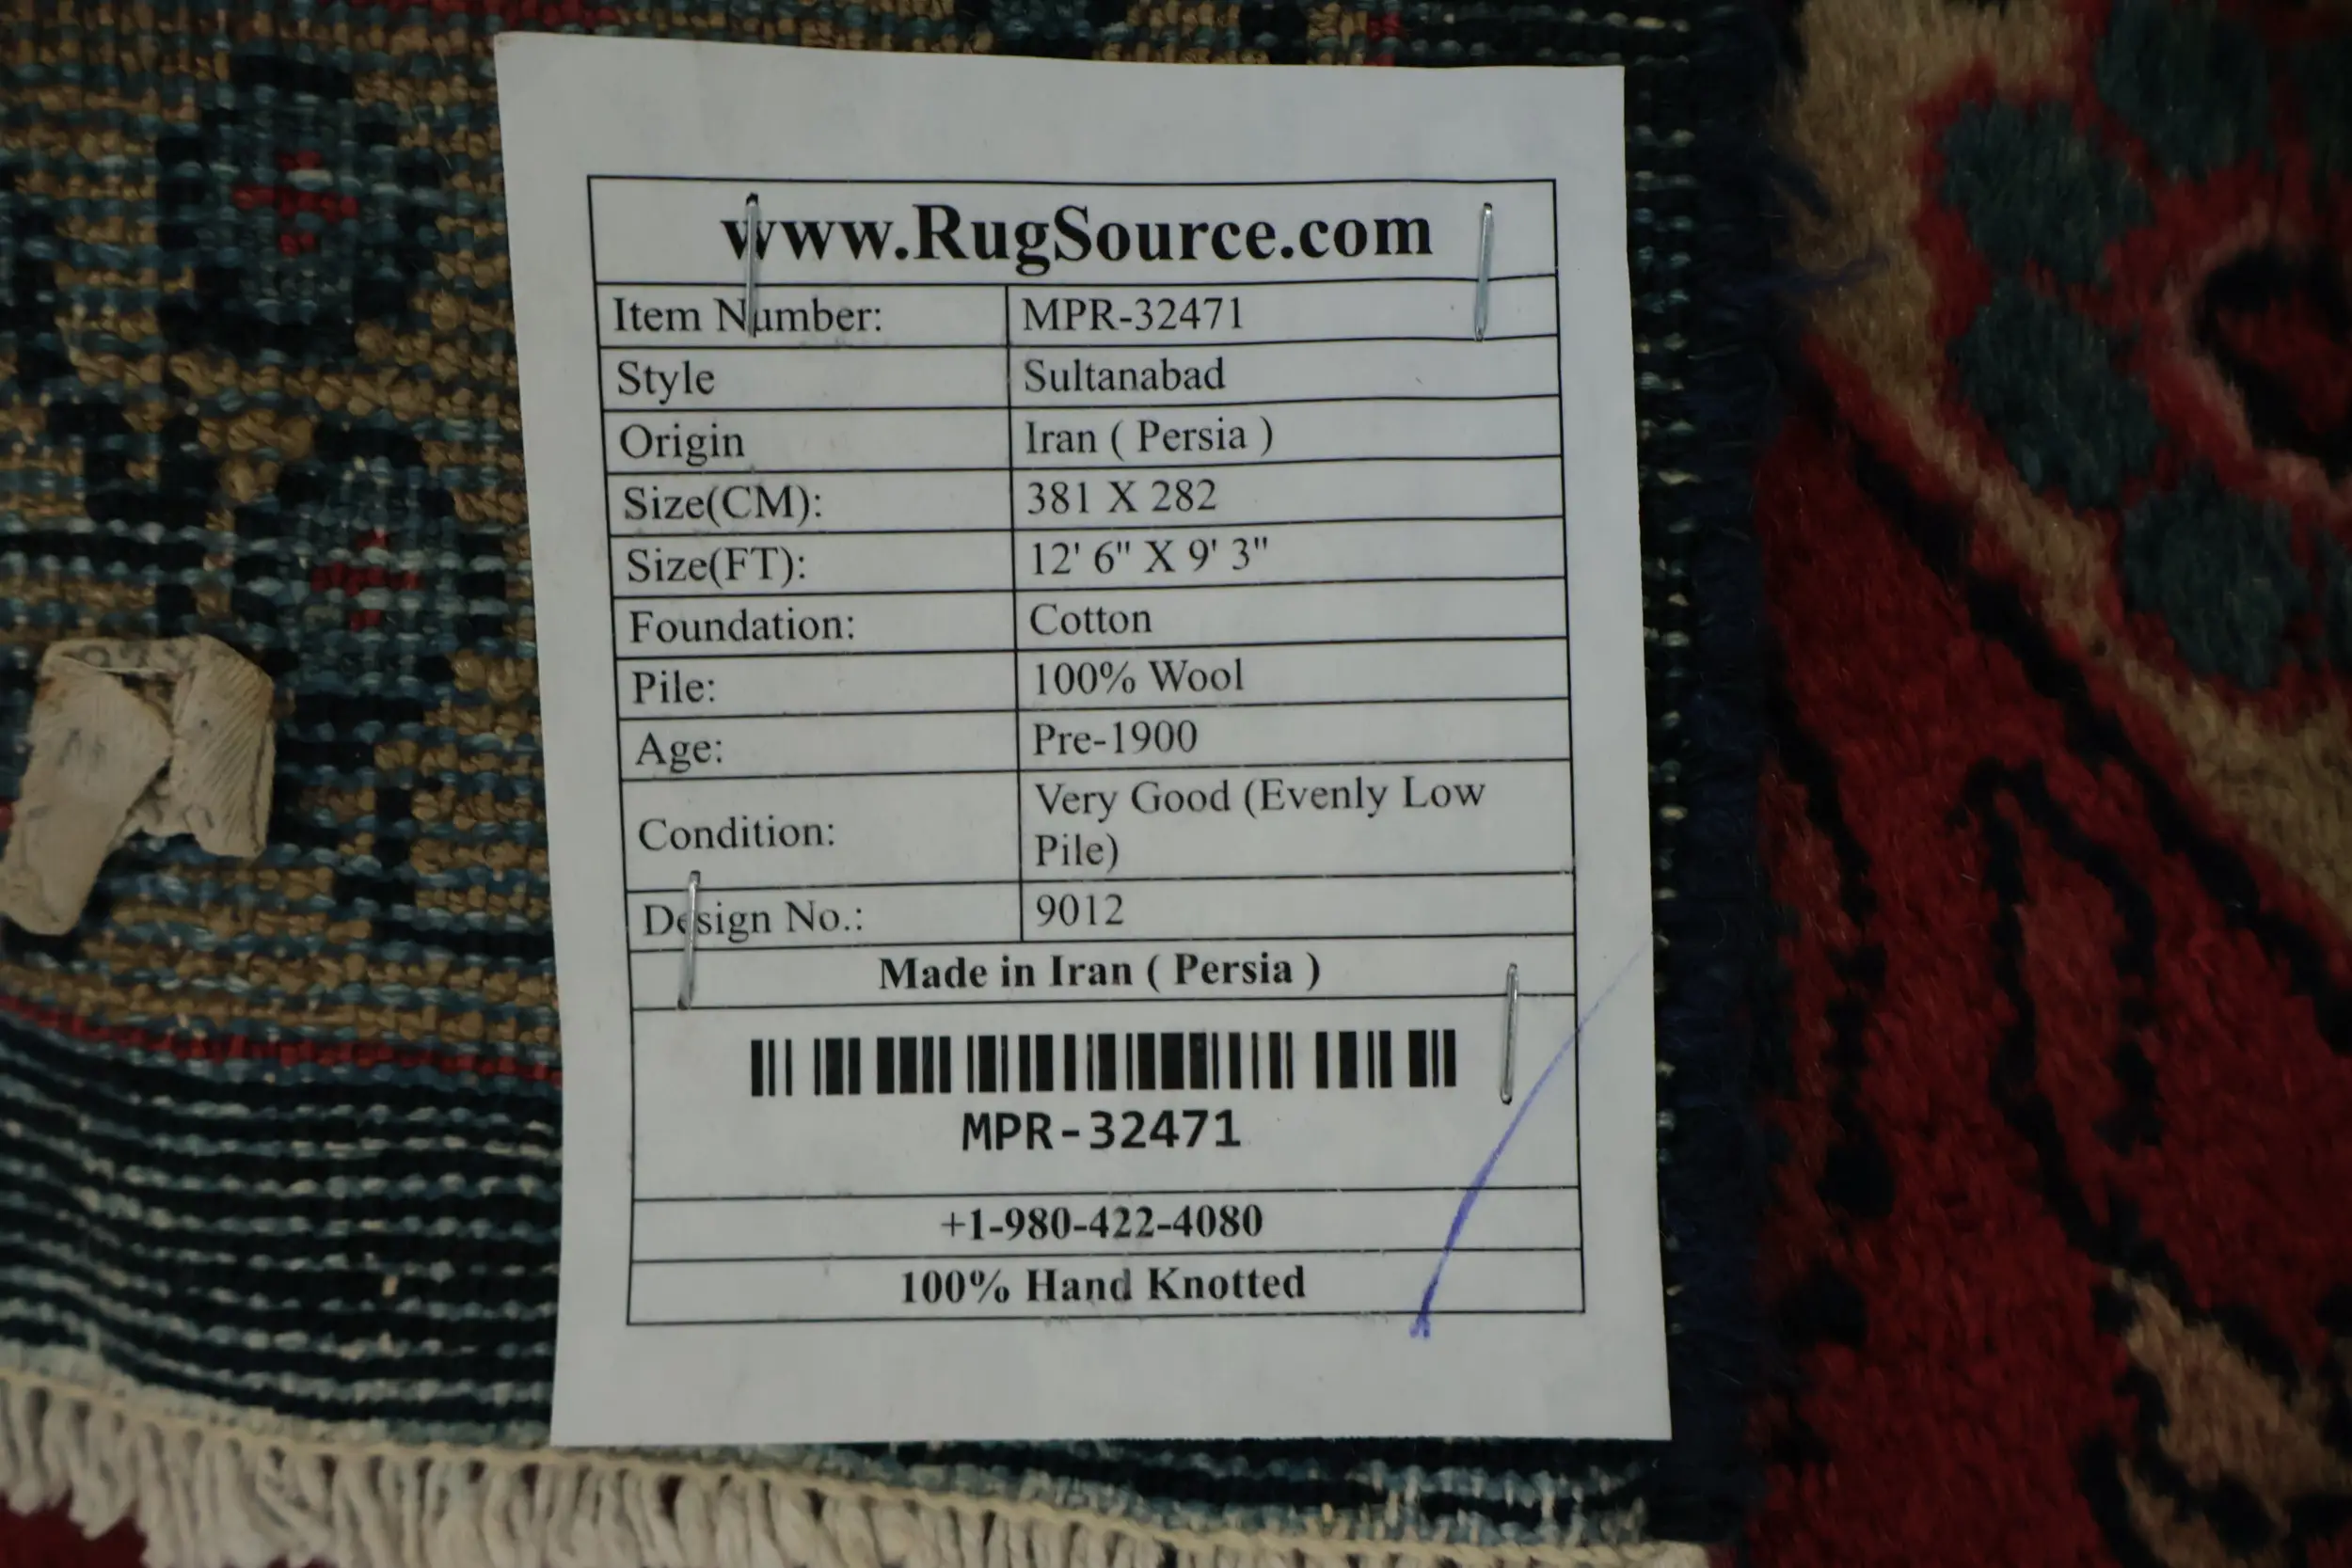 www.RugSource.com
Item Number: MPR-32471
Style Sultanabad
Origin Iran ( Persia )
Size(CM): 381 X 282
Size(FT): 12' 6" X 9' 3"
Foundation: Cotton
Pile: 100% Wool
Age: Pre-1900
Condition: Very Good (Evenly Low
Pile)
Design No.: 9012
Made in Iran ( Persia )
MPR-32471
+1-980-422-4080
100% Hand Knotted